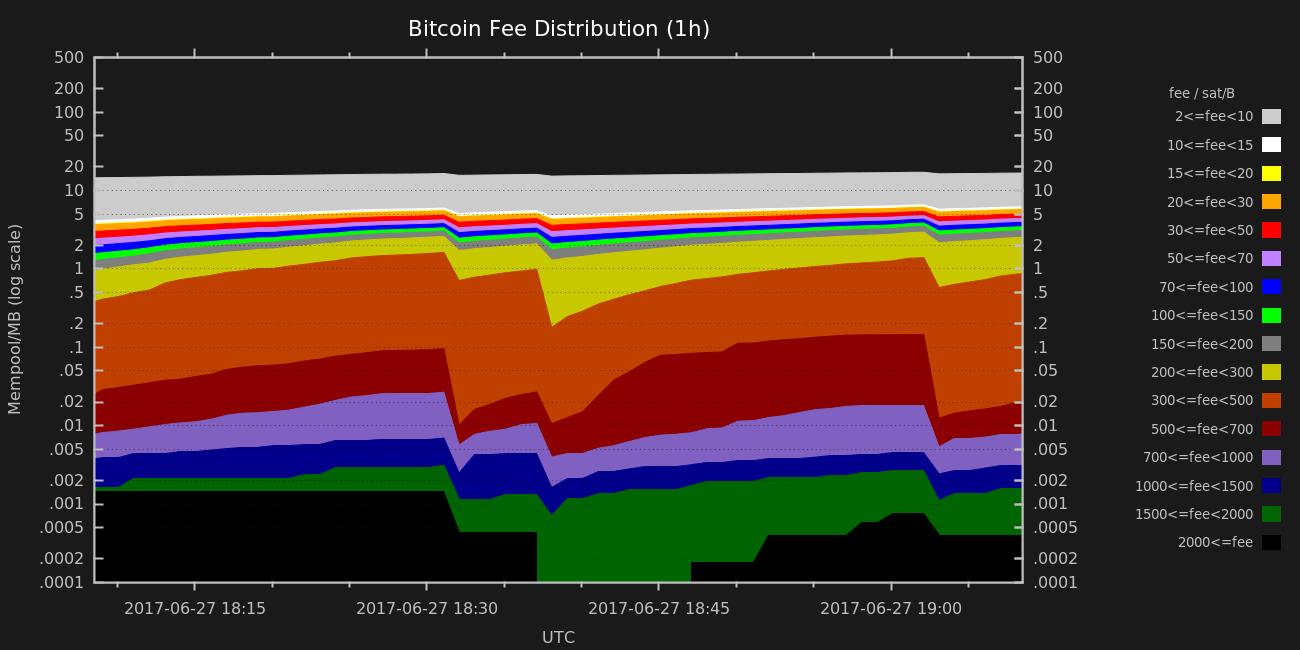 Bitcoin Fee Distribution (1h)
Mempool/MB (log scale)
500
200
100
50
20
10
5
2
1
.5
.2
.1
.05
.02
.01
.005
.002
.001
.0005
.0002
.0001
500
200
100
50
20
10
5
2
1
.5
.2
.1
.05
.02
.01
.005
.002
.001
.0005
.0002
.0001
2017-06-27 18:15 2017-06-27 18:30 2017-06-27 18:45 2017-06-27 19:00
UTC
fee / sat/B
2<=fee<10
10<=fee<15
15<=fee<20
20<=fee<30
30<=fee<50
50<=fee<70
70<=fee<100
100<=fee<150
150<=fee<200
200<=fee<300
300<=fee<500
500<=fee<700
700<=fee<1000
1000<=fee<1500
1500<=fee<2000
2000<=fee